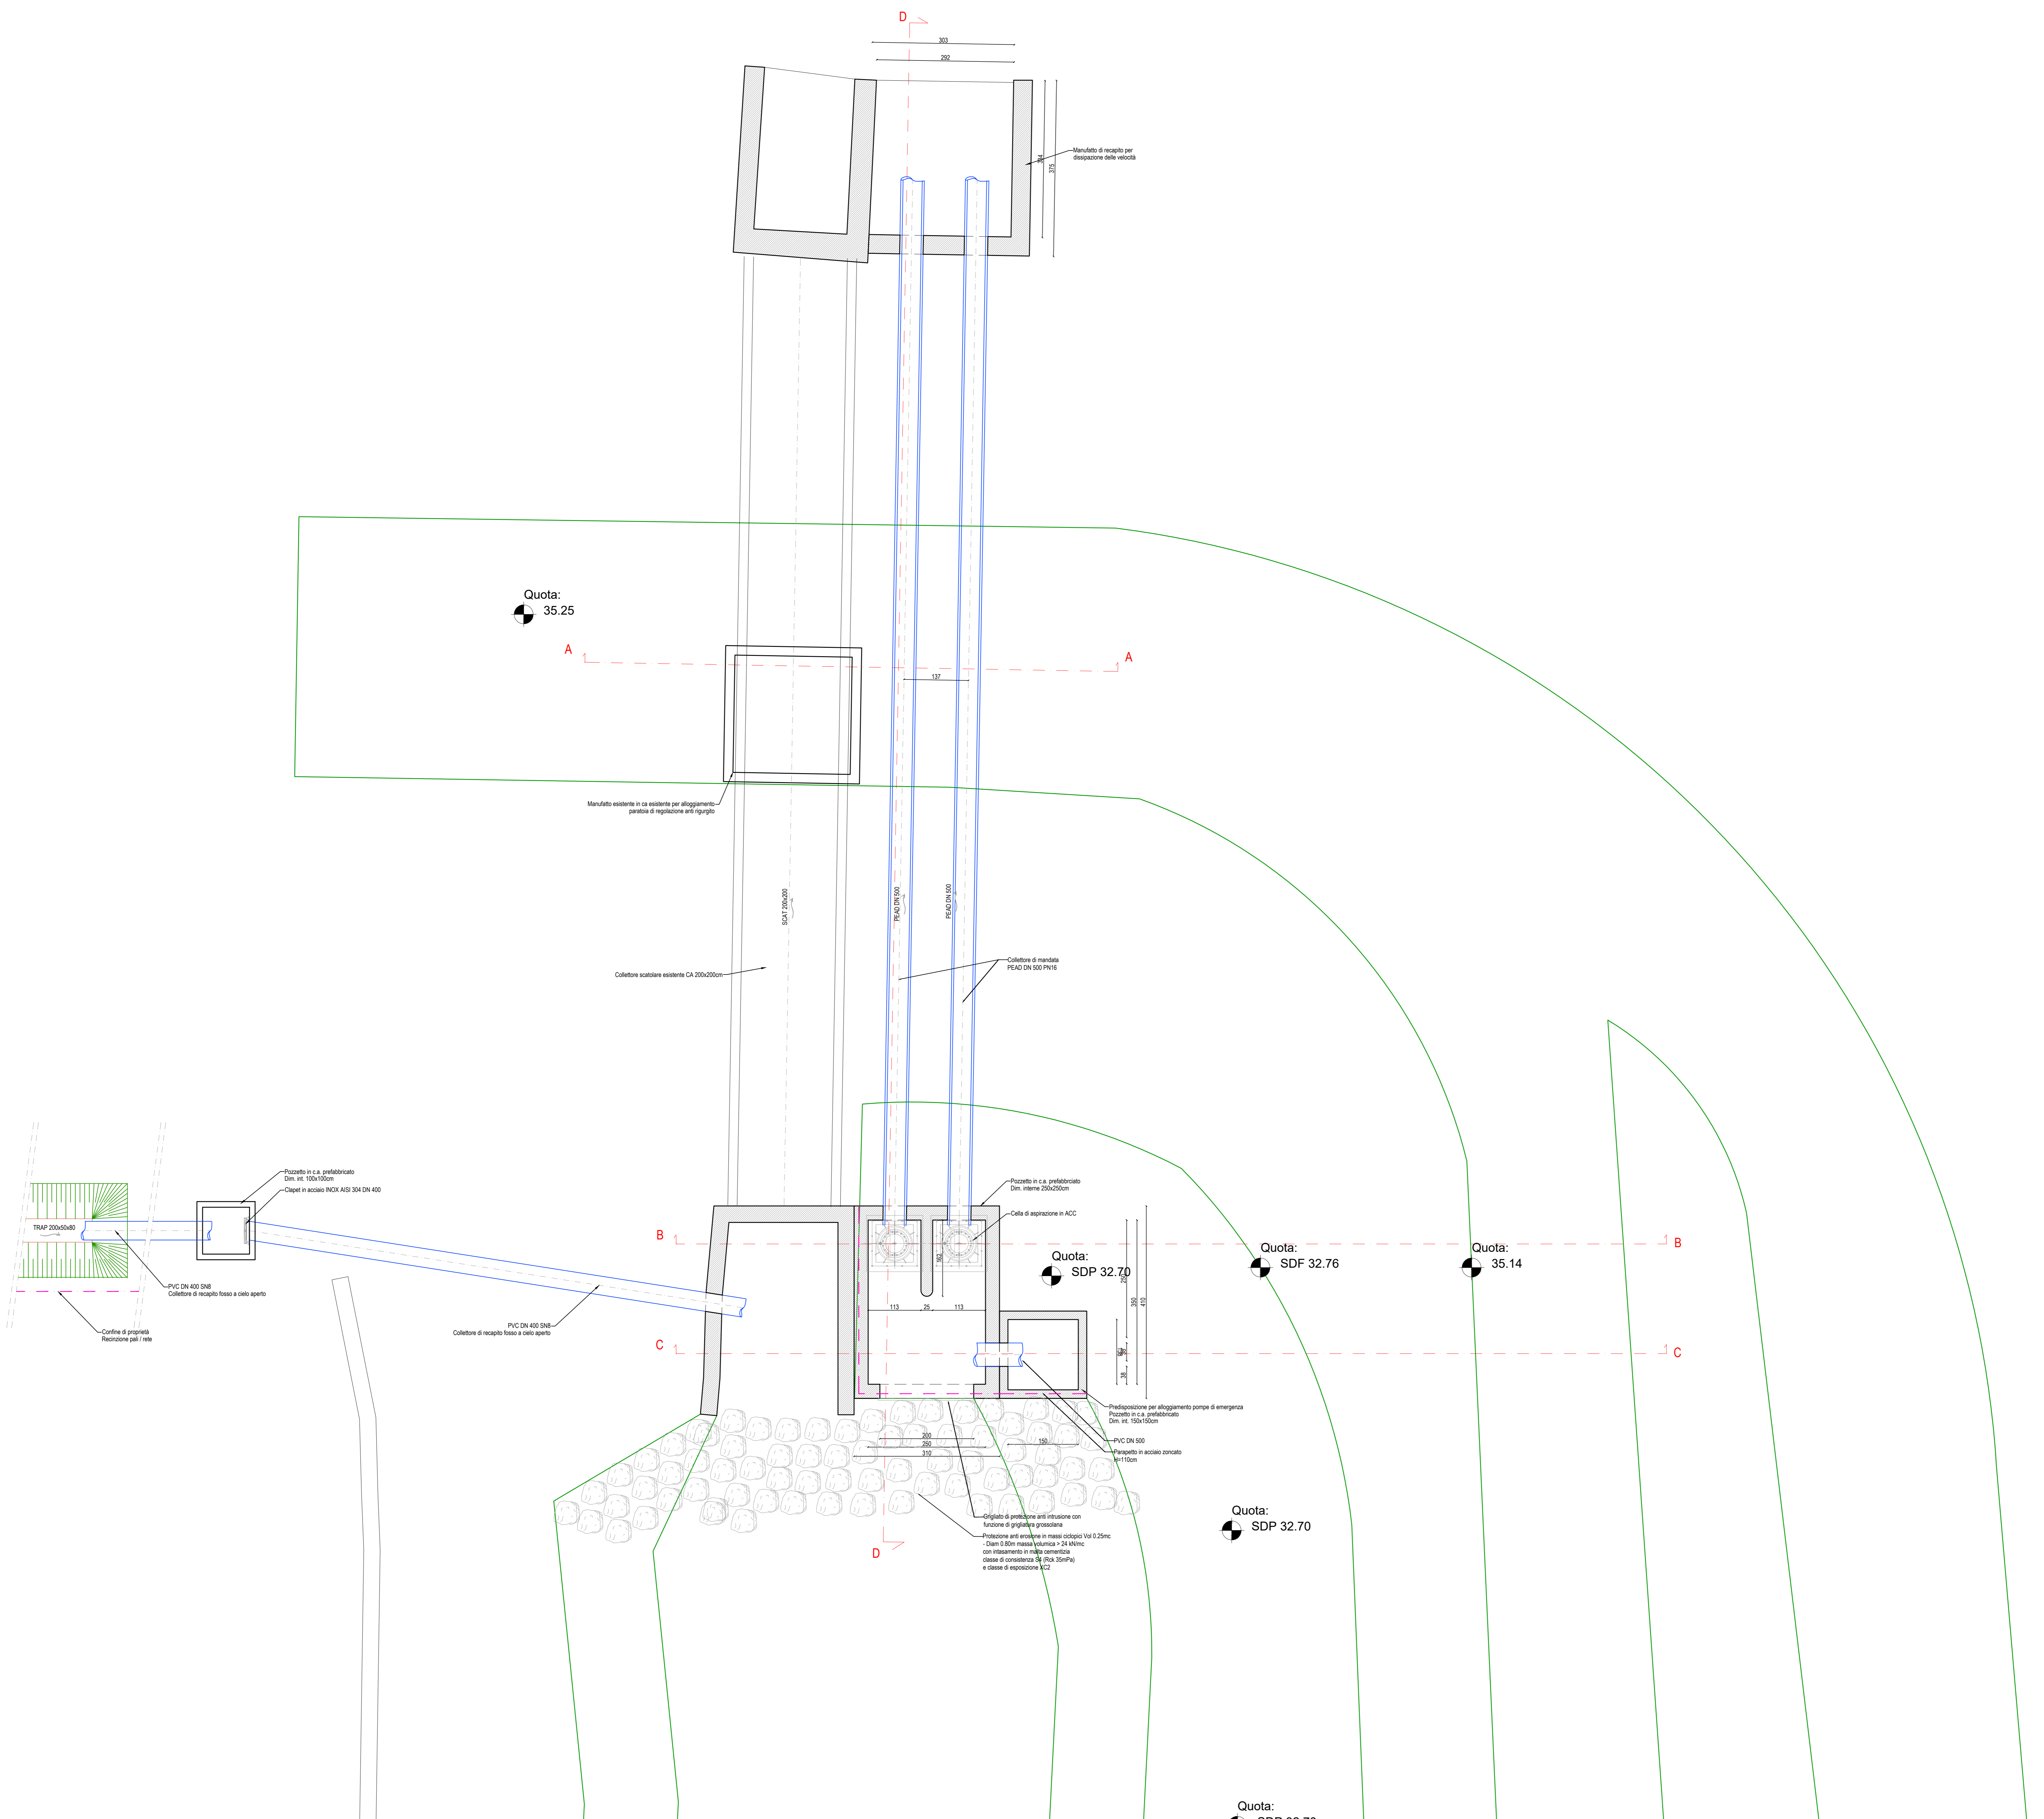 D
303
292
Manufatto di recapito per
dissipazione delle velocità
375
Quota:
35.25
A
A
137
Manufatto esistente in ca esistente per alloggiamento
paratoia di regolazione anti rigurgito
SCAT 200x200
PEAD DN 500
PEAD DN 500
Collettore di mandata
PEAD DN 500 PN16
Collettore scatolare esistente CA 200x200cm
Pozzetto in c.a. prefabbricato
Dim. int. 100x100cm
Clapet in acciaio INOX AISI 304 DN 400
TRAP 200x50x80
PVC DN 400 SN8
Collettore di recapito fosso a cielo aperto
Confine di proprietà
Recinzione pali / rete
PVC DN 400 SN8
Collettore di recapito fosso a cielo aperto
Pozzetto in c.a. prefabbrciato
Dim. interne 250x250cm
Cella di aspirazione in ACC
B
B
Quota:
SDP 32.70
Quota:
SDF 32.76
Quota:
35.14
113
25
113
350
410
38
C
C
Predisposizione per alloggiamento pompe di emergenza
Pozzetto in c.a. prefabbricato
Dim. int. 150x150cm
PVC DN 500
Parapetto in acciaio zoncato
H=110cm
200
250
310
150
Grigliato di protezione anti intrusione con
funzione di grigliatura grossolana
Protezione anti erosione in massi ciclopici Vol 0.25mc
- Diam 0.80m massa volumica > 24 kN/mc
con intasamento in malta cementizia
classe di consistenza S4 (Rck 35mPa)
e classe di esposizione XC2
D
Quota:
SDP 32.70
Quota: